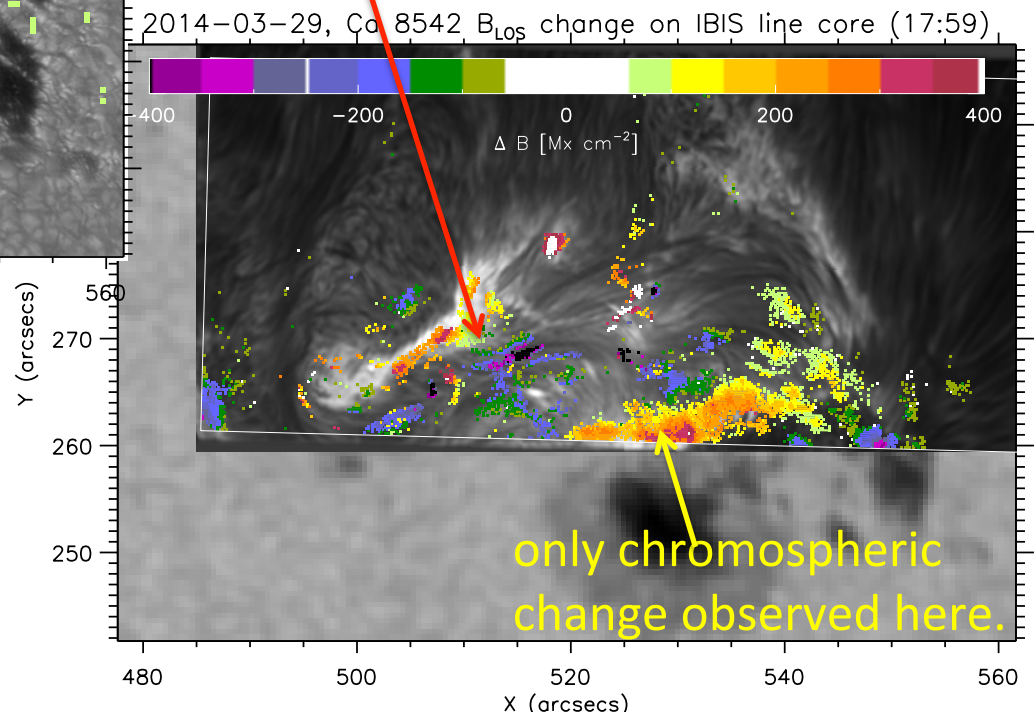 2014−03−29, Ca 8542 B_LOS change on IBIS line core (17:59)
-400 -200 0 200 400
Δ B [Mx cm⁻²]
560
270
260
250
Y (arcsecs)
only chromospheric
change observed here.
480 500 520 540 560
X (arcsecs)